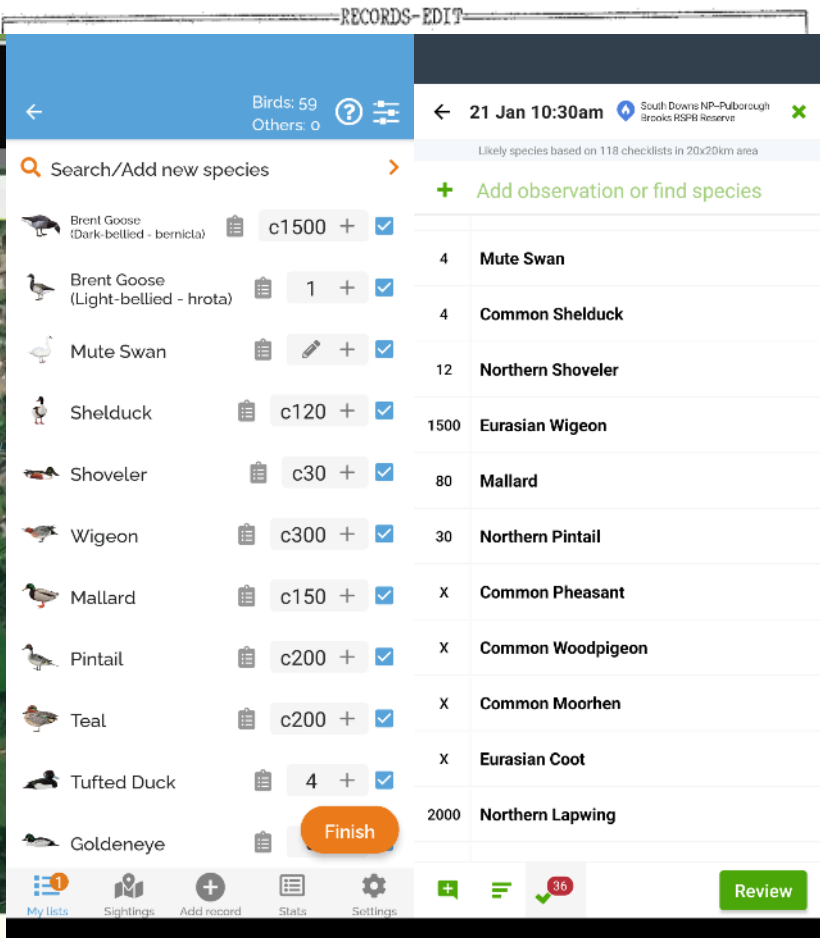 RECORDS-EDIT
Birds: 59
Others: 0
Search/Add new species
Brent Goose
(Dark-bellied - bernicla)
c1500
Brent Goose
(Light-bellied - hrota)
1
Mute Swan
Shelduck
c120
Shoveler
c30
Wigeon
c300
Mallard
c150
Pintail
c200
Teal
c200
Tufted Duck
4
Goldeneye
Finish
1
My lists
Sightings
Add record
Stats
Settings
21 Jan 10:30am
South Downs NP–Pulborough
Brooks RSPB Reserve
Likely species based on 118 checklists in 20x20km area
Add observation or find species
4 Mute Swan
4 Common Shelduck
12 Northern Shoveler
1500 Eurasian Wigeon
80 Mallard
30 Northern Pintail
X Common Pheasant
X Common Woodpigeon
X Common Moorhen
X Eurasian Coot
2000 Northern Lapwing
36
Review